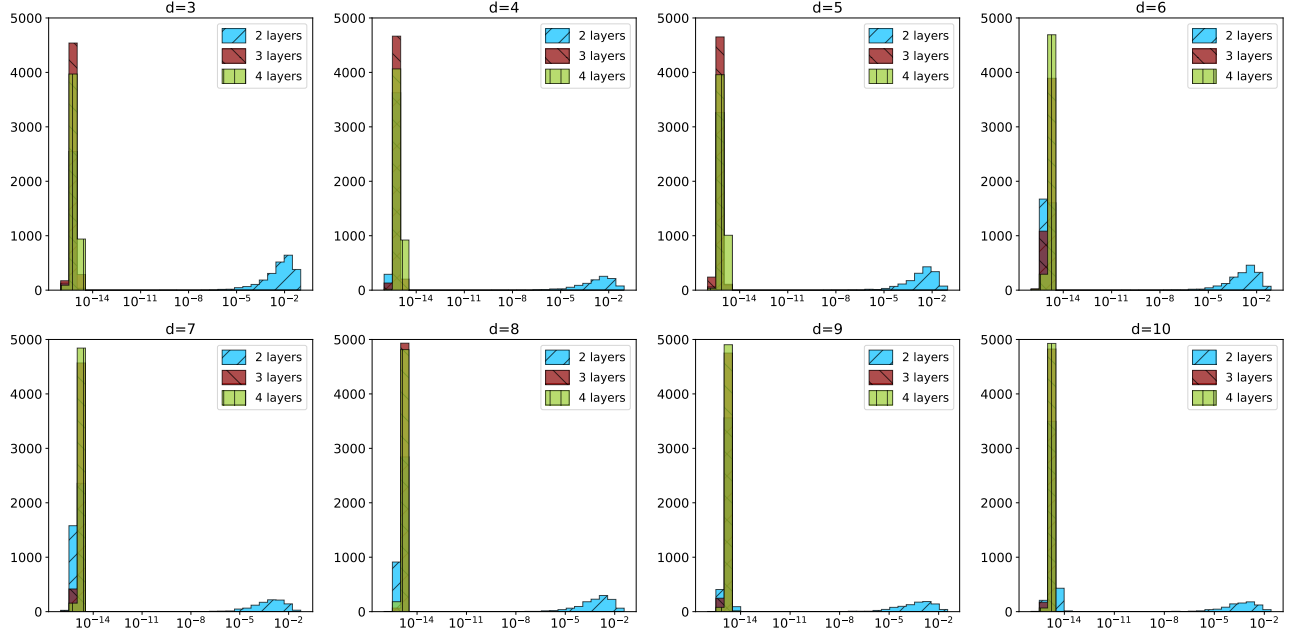 d=3 d=4 d=5 d=6
5000 5000 5000 5000
2 layers 2 layers 2 layers 2 layers
3 layers 3 layers 3 layers 3 layers
4000 4000 4000 4000
4 layers 4 layers 4 layers 4 layers
3000 3000 3000 3000
2000 2000 2000 2000
1000 1000 1000 1000
0 0 0 0
10⁻¹⁴ 10⁻¹¹ 10⁻⁸ 10⁻⁵ 10⁻² 10⁻¹⁴ 10⁻¹¹ 10⁻⁸ 10⁻⁵ 10⁻² 10⁻¹⁴ 10⁻¹¹ 10⁻⁸ 10⁻⁵ 10⁻² 10⁻¹⁴ 10⁻¹¹ 10⁻⁸ 10⁻⁵ 10⁻²
d=7 d=8 d=9 d=10
5000 5000 5000 5000
2 layers 2 layers 2 layers 2 layers
3 layers 3 layers 3 layers 3 layers
4000 4000 4000 4000
4 layers 4 layers 4 layers 4 layers
3000 3000 3000 3000
2000 2000 2000 2000
1000 1000 1000 1000
0 0 0 0
10⁻¹⁴ 10⁻¹¹ 10⁻⁸ 10⁻⁵ 10⁻² 10⁻¹⁴ 10⁻¹¹ 10⁻⁸ 10⁻⁵ 10⁻² 10⁻¹⁴ 10⁻¹¹ 10⁻⁸ 10⁻⁵ 10⁻² 10⁻¹⁴ 10⁻¹¹ 10⁻⁸ 10⁻⁵ 10⁻²